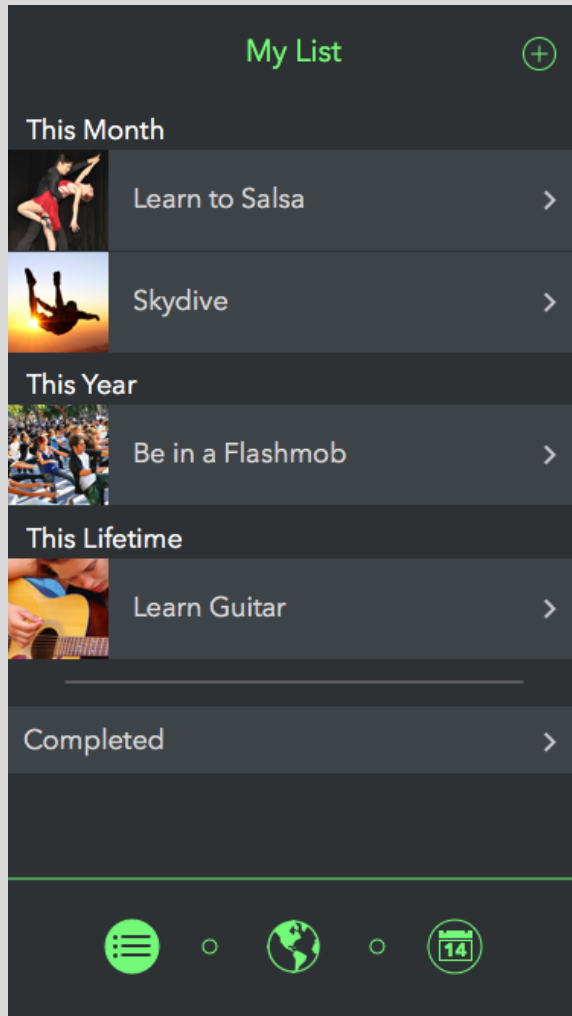 My List
This Month
Learn to Salsa
Skydive
This Year
Be in a Flashmob
This Lifetime
Learn Guitar
Completed
14